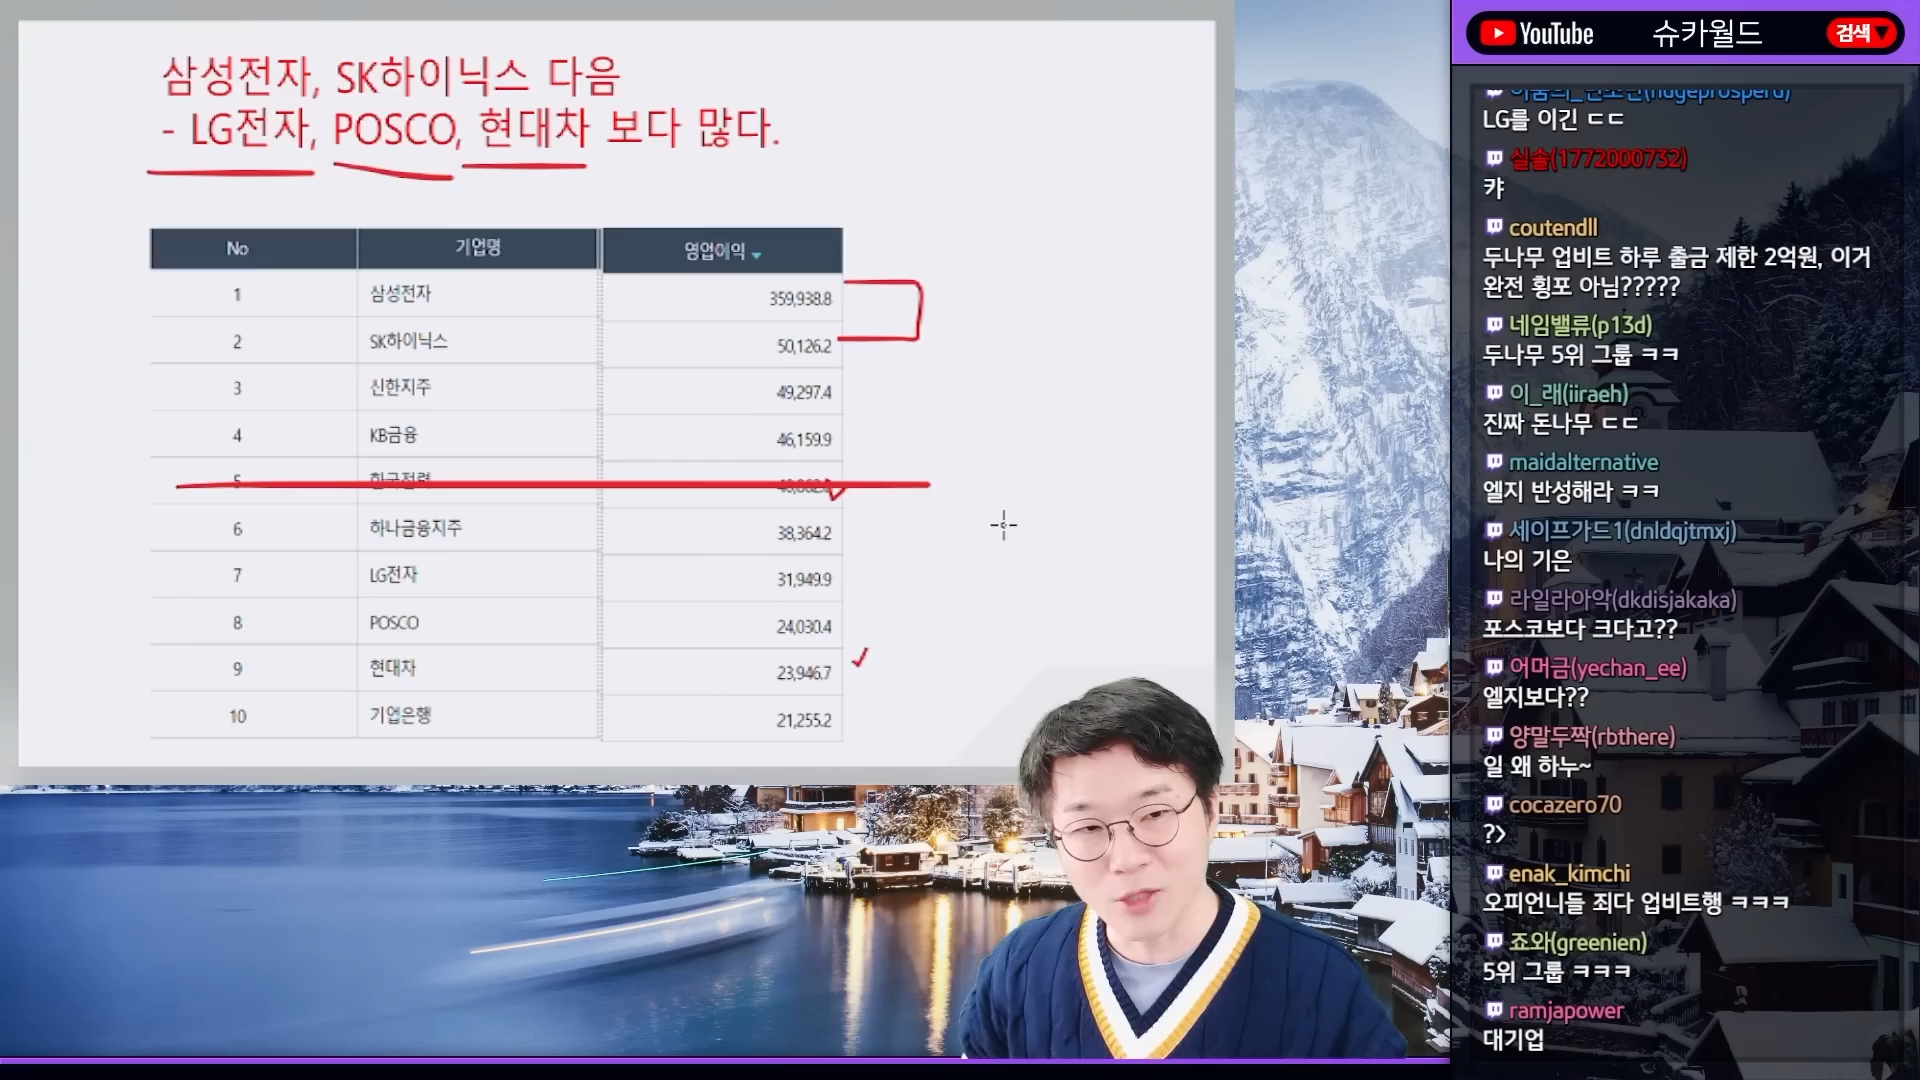 삼성전자, SK하이닉스 다음
- LG전자, POSCO, 현대차 보다 많다.
No 기업명 영업이익
1 삼성전자 359,938.8
2 SK하이닉스 50,126.2
3 신한지주 49,297.4
4 KB금융 46,159.9
5 한국전력
6 하나금융지주 38,364.2
7 LG전자 31,949.9
8 POSCO 24,030.4
9 현대차 23,946.7
10 기업은행 21,255.2
YouTube 슈카월드 검색
LG를 이긴 ㄷㄷ
실솔(1772000732)
캬
coutendll
두나무 업비트 하루 출금 제한 2억원, 이거
완전 횡포 아님?????
네임밸류(p13d)
두나무 5위 그룹 ㅋㅋ
이_래(iiraeh)
진짜 돈나무 ㄷㄷ
maidalternative
엘지 반성해라 ㅋㅋ
세이프가드1(dnldqjtmxj)
나의 기은
라일라아악(dkdisjakaka)
포스코보다 크다고??
어머금(yechan_ee)
엘지보다??
양말두짝(rbthere)
일 왜 하누~
cocazero70
?>
enak_kimchi
오피언니들 죄다 업비트행 ㅋㅋㅋ
죠와(greenien)
5위 그룹 ㅋㅋㅋ
ramjapower
대기업